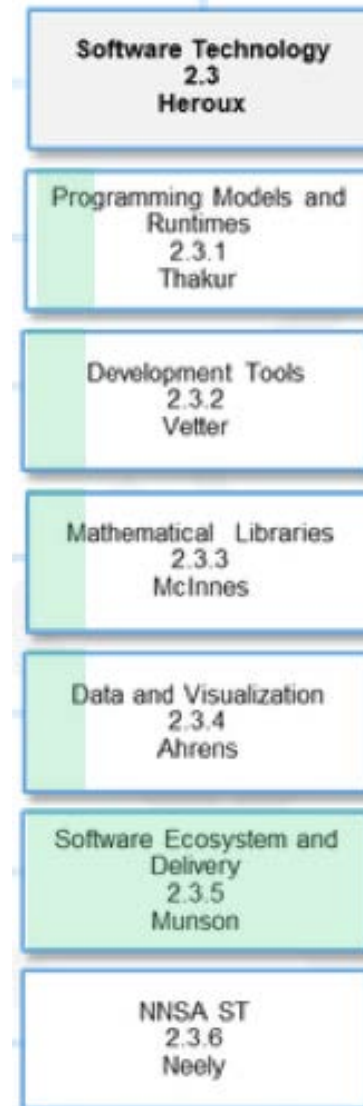 Software Technology
2.3
Heroux
Programming Models and
Runtimes
2.3.1
Thakur
Development Tools
2.3.2
Vetter
Mathematical Libraries
2.3.3
McInnes
Data and Visualization
2.3.4
Ahrens
Software Ecosystem and
Delivery
2.3.5
Munson
NNSA ST
2.3.6
Neely